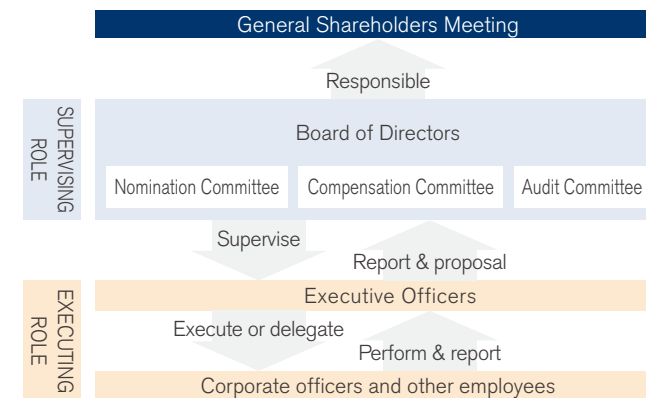 General Shareholders Meeting
Responsible
SUPERVISING
ROLE
Board of Directors
Nomination Committee
Compensation Committee
Audit Committee
Supervise
Report & proposal
EXECUTING
ROLE
Executive Officers
Execute or delegate
Perform & report
Corporate officers and other employees